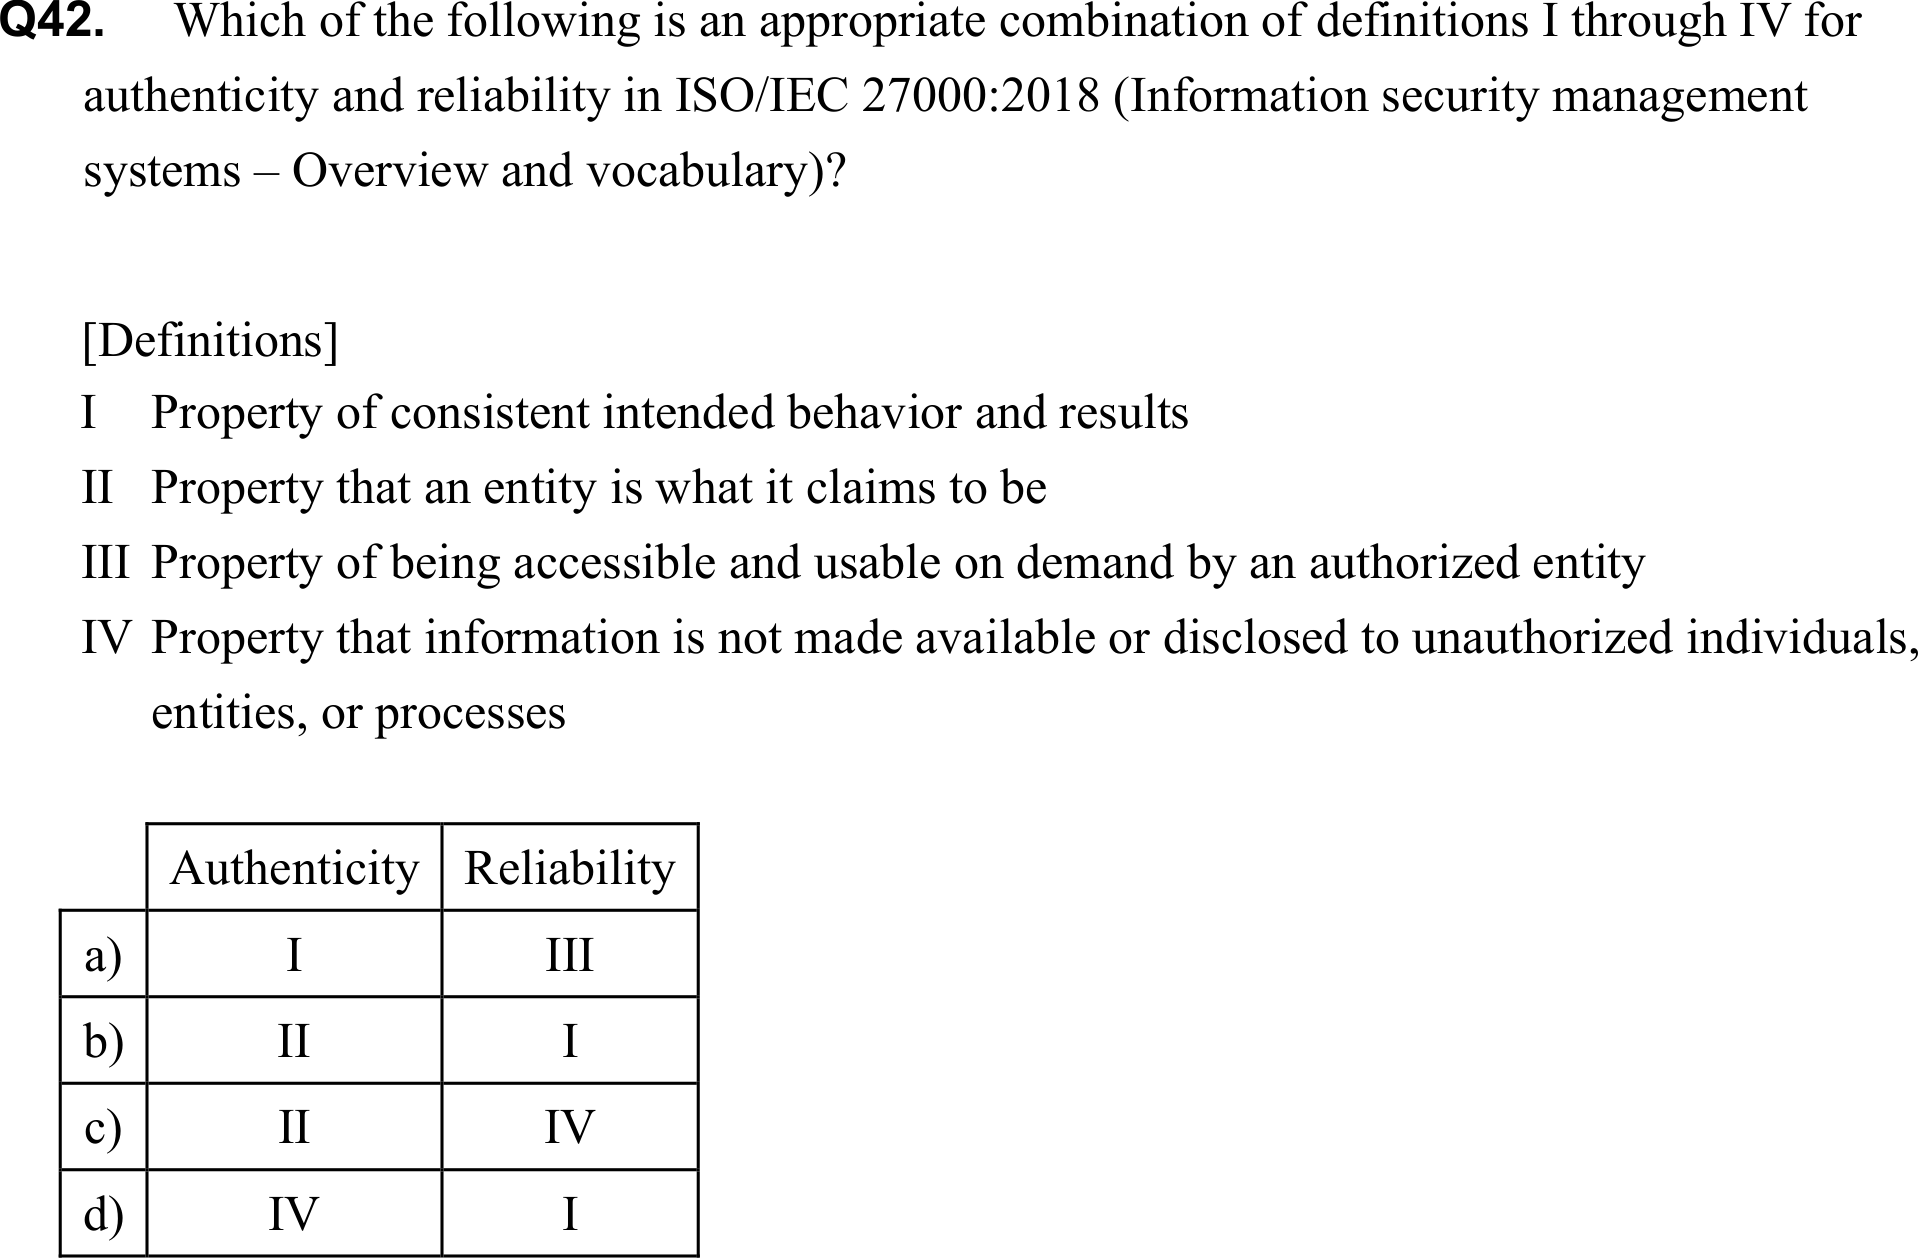 Q42. Which of the following is an appropriate combination of definitions I through IV for
authenticity and reliability in ISO/IEC 27000:2018 (Information security management
systems – Overview and vocabulary)?
[Definitions]
I Property of consistent intended behavior and results
II Property that an entity is what it claims to be
III Property of being accessible and usable on demand by an authorized entity
IV Property that information is not made available or disclosed to unauthorized individuals,
entities, or processes
Authenticity Reliability
a) I III
b) II I
c) II IV
d) IV I